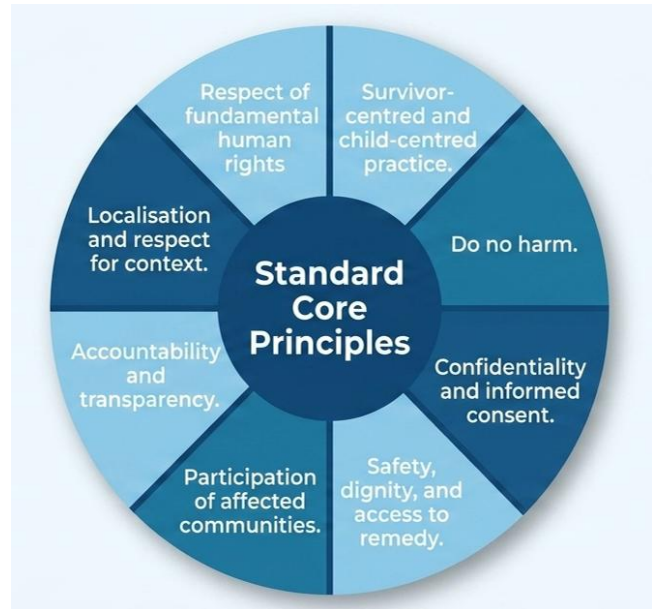 Respect of
fundamental
human
rights
Survivor-
centred and
child-centred
practice.
Do no harm.
Confidentiality
and informed
consent.
Safety,
dignity, and
access to
remedy.
Participation
of affected
communities.
Accountability
and
transparency.
Localisation
and respect
for context.
Standard
Core
Principles